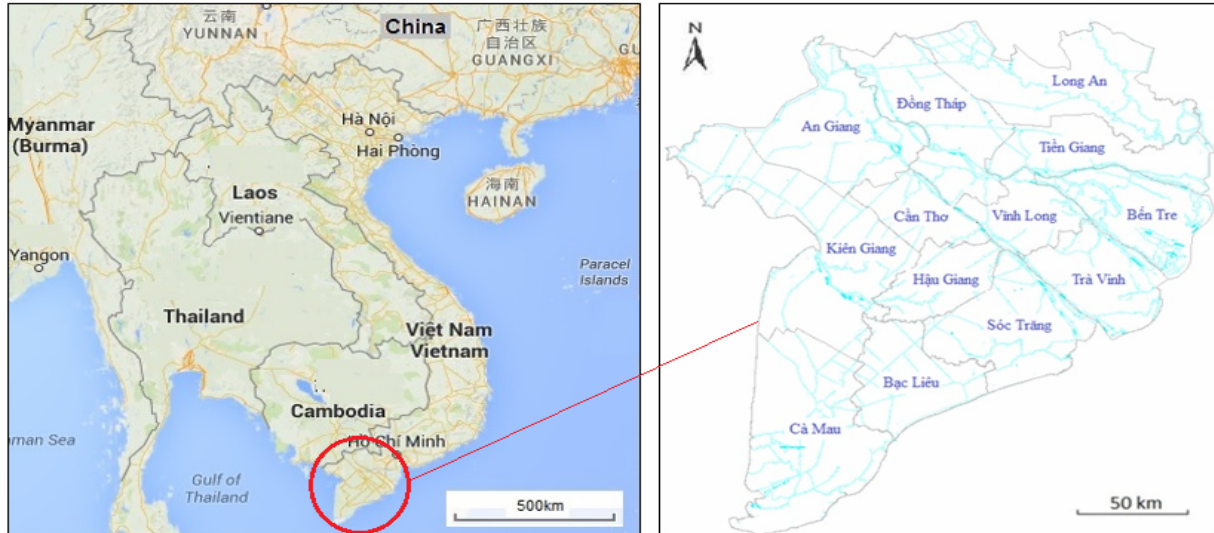 云南
YUNNAN
China
广西壮族
自治区
GUANGXI
GU
Myanmar
(Burma)
Hà Nội
Hai Phòng
海南
HAINAN
Laos
Vientiane
Yangon
Paracel
Islands
Thailand
Việt Nam
Vietnam
Cambodia
Hồ Chí Minh
aman Sea
Gulf of
Thailand
500km
N
Long An
Đồng Tháp
An Giang
Tiền Giang
Cần Thơ
Vĩnh Long
Bến Tre
Kiên Giang
Hậu Giang
Trà Vinh
Sóc Trăng
Bạc Liêu
Cà Mau
50 km